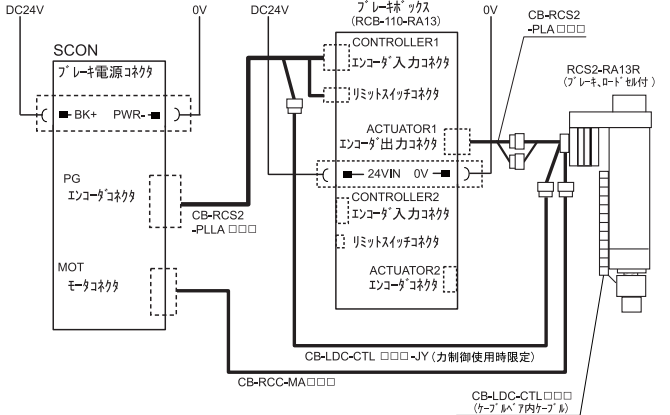 DC24V
0V
SCON
ブレーキ電源コネクタ
BK+ PWR-
PG
エンコーダコネクタ
MOT
モータコネクタ
CB-RCS2
-PLLA □□□
DC24V
ブレーキボックス
(RCB-110-RA13)
0V
CONTROLLER1
エンコーダ入力コネクタ
リミットスイッチコネクタ
ACTUATOR1
エンコーダ出力コネクタ
24VIN 0V
CONTROLLER2
エンコーダ入力コネクタ
リミットスイッチコネクタ
ACTUATOR2
エンコーダコネクタ
CB-RCS2
-PLA □□□
RCS2-RA13R
(ブレーキ、ロードセル付)
CB-LDC-CTL □□□-JY (力制御使用時限定)
CB-RCC-MA□□□
CB-LDC-CTL□□□
(ケーブルベア内ケーブル)